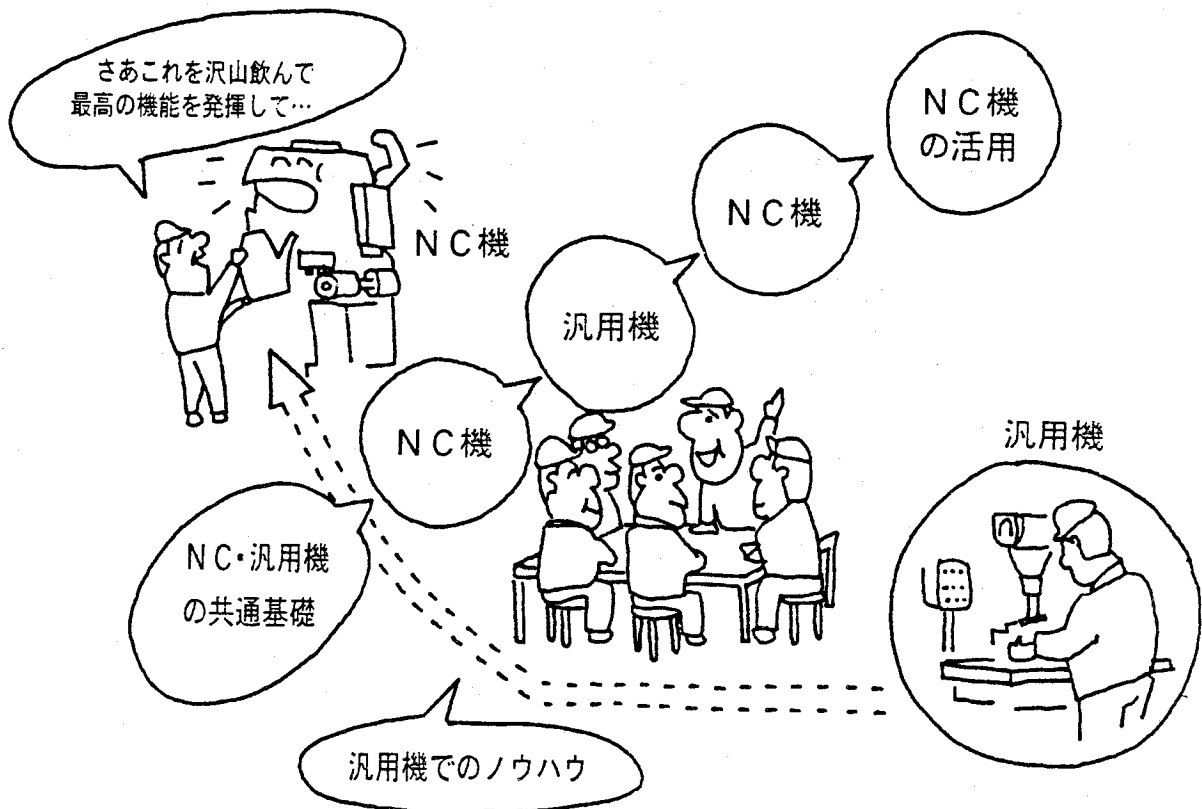 さあこれを沢山飲んで
最高の機能を発揮して…
NC機
の活用
NC機
NC機
汎用機
NC機
汎用機
NC・汎用機
の共通基礎
汎用機でのノウハウ